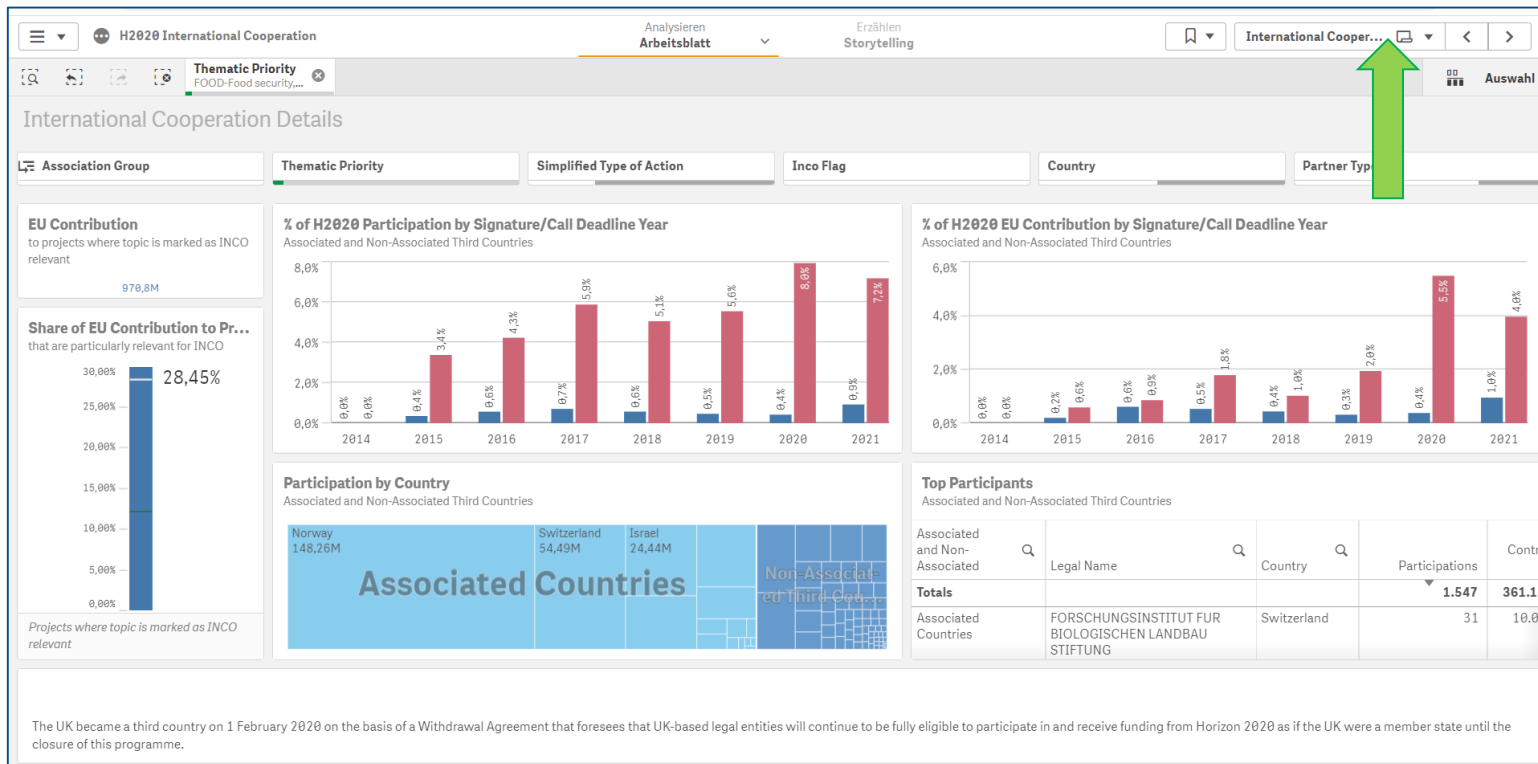 H2020 International Cooperation
Analysieren
Arbeitsblatt
Erzählen
Storytelling
International Cooper...
Thematic Priority
FOOD-Food security,...
Auswahl
International Cooperation Details
Association Group
Thematic Priority
Simplified Type of Action
Inco Flag
Country
Partner Type
EU Contribution
to projects where topic is marked as INCO
relevant
970,8M
Share of EU Contribution to Pr...
that are particularly relevant for INCO
30,00%
28,45%
25,00%
20,00%
15,00%
10,00%
5,00%
0,00%
Projects where topic is marked as INCO
relevant
% of H2020 Participation by Signature/Call Deadline Year
Associated and Non-Associated Third Countries
8,0%
6,0%
4,0%
2,0%
0,0%
0,0% 0,0% 0,4% 3,4% 0,6% 4,3% 0,7% 5,9% 0,6% 5,1% 0,5% 5,6% 0,4% 8,0% 0,9% 7,2%
2014 2015 2016 2017 2018 2019 2020 2021
% of H2020 EU Contribution by Signature/Call Deadline Year
Associated and Non-Associated Third Countries
6,0%
4,0%
2,0%
0,0%
0,0% 0,0% 0,2% 0,6% 0,6% 0,9% 0,5% 1,8% 0,4% 1,0% 0,3% 2,0% 0,4% 5,5% 1,0% 4,0%
2014 2015 2016 2017 2018 2019 2020 2021
Participation by Country
Associated and Non-Associated Third Countries
Norway
148,26M
Switzerland
54,49M
Israel
24,44M
Associated Countries
Non-Associat-
ed Third Cou...
Top Participants
Associated and Non-Associated Third Countries
Associated
and Non-
Associated
Legal Name
Country
Participations
Contr
Totals 1.547 361.1
Associated
Countries
FORSCHUNGSINSTITUT FUR
BIOLOGISCHEN LANDBAU
STIFTUNG
Switzerland
31
10.0
The UK became a third country on 1 February 2020 on the basis of a Withdrawal Agreement that foresees that UK-based legal entities will continue to be fully eligible to participate in and receive funding from Horizon 2020 as if the UK were a member state until the
closure of this programme.